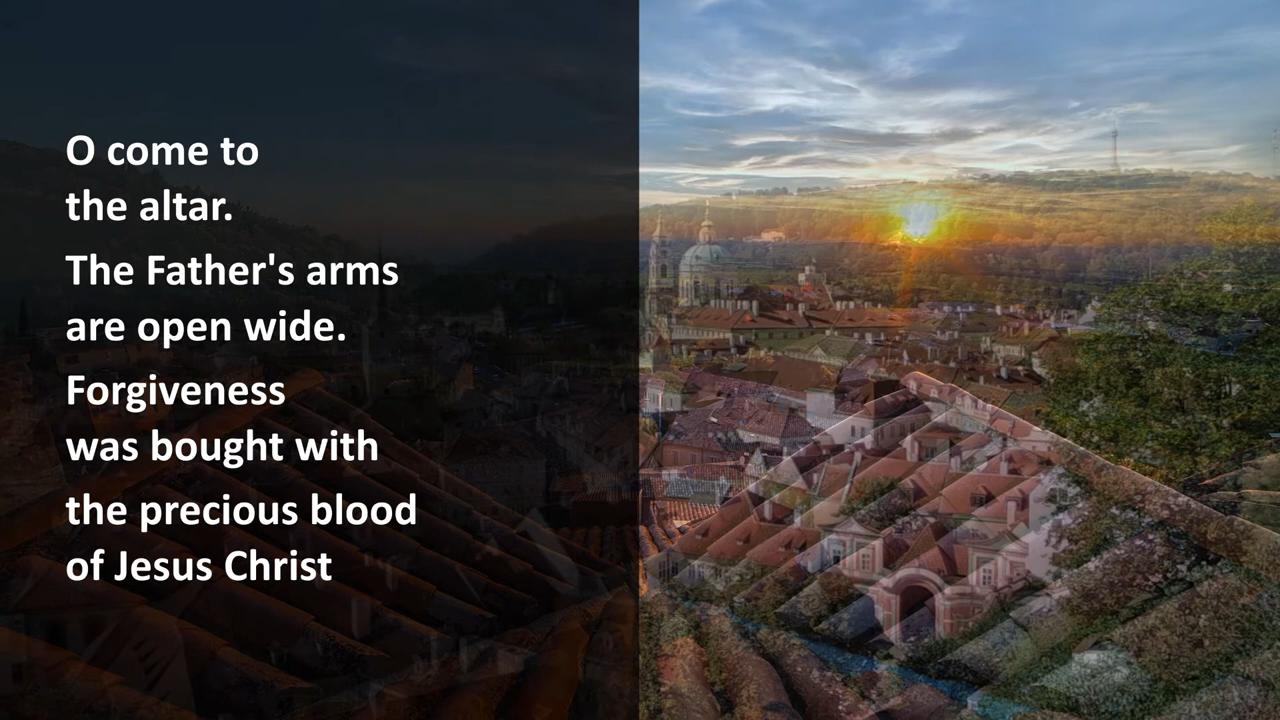 O come to
the altar.
The Father's arms
are open wide.
Forgiveness
was bought with
the precious blood
of Jesus Christ